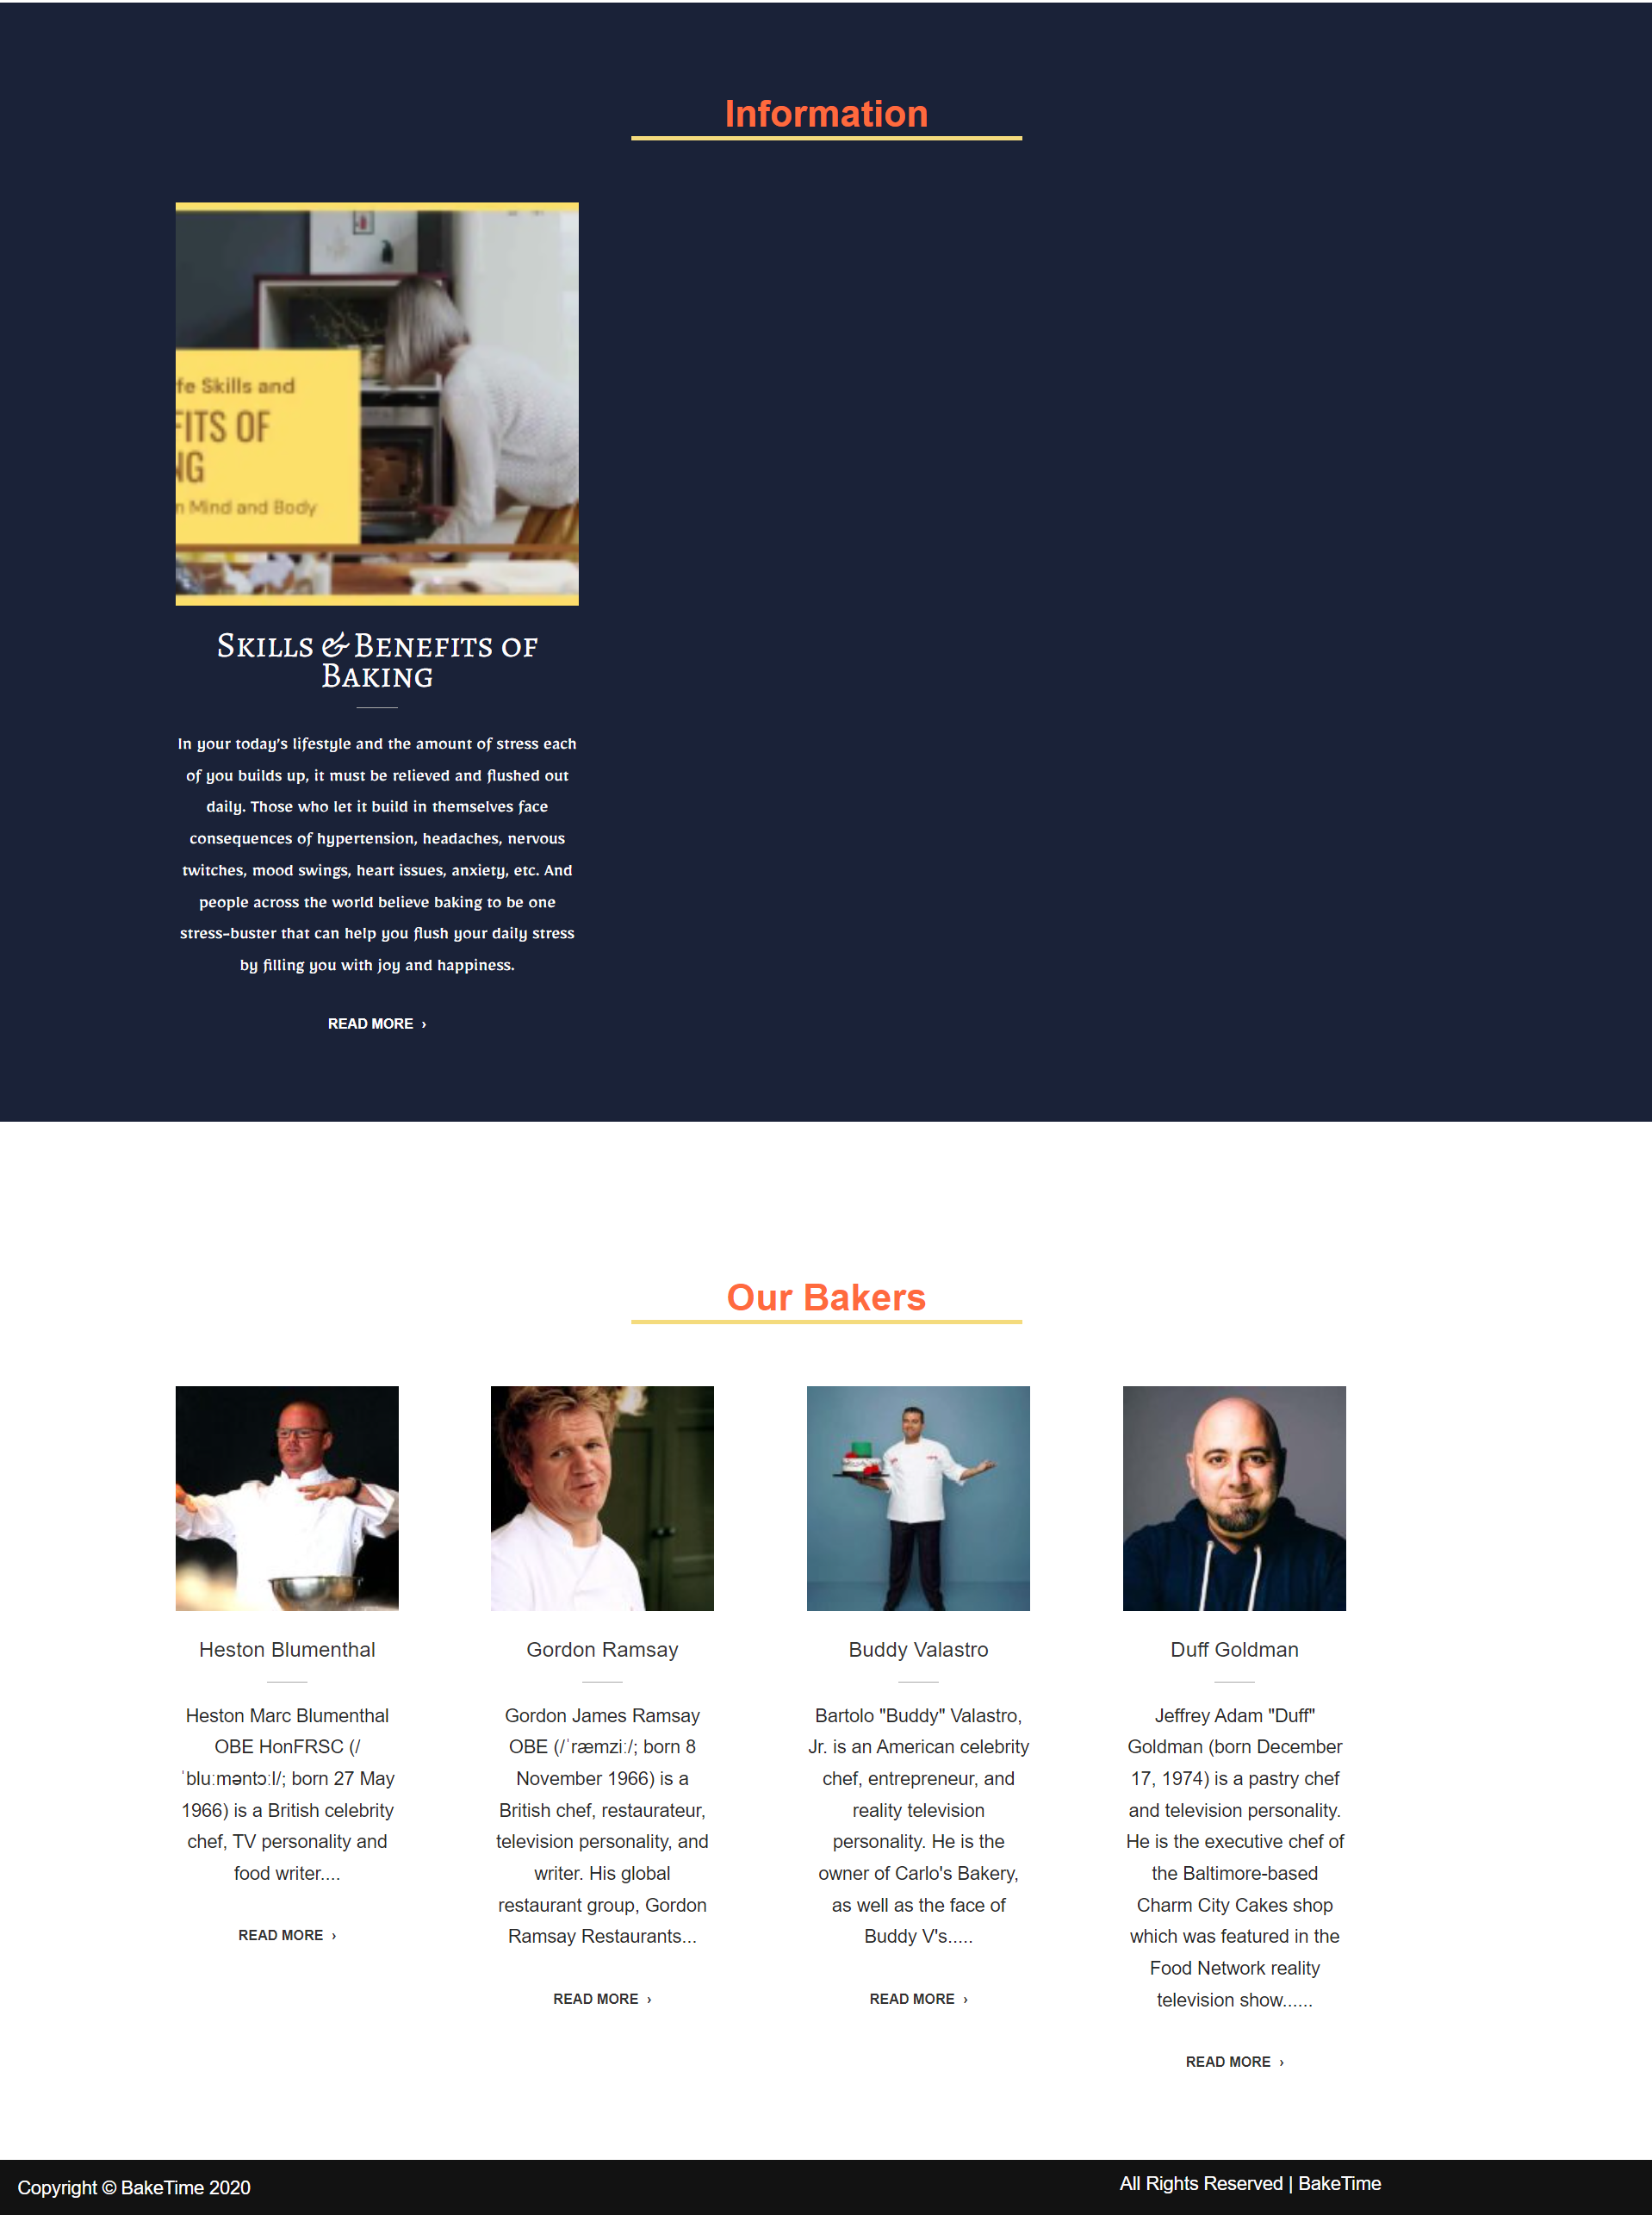 Information
fe Skills and
FITS OF
NG
n Mind and Body
Skills & Benefits of
Baking
In your today's lifestyle and the amount of stress each
of you builds up, it must be relieved and flushed out
daily. Those who let it build in themselves face
consequences of hypertension, headaches, nervous
twitches, mood swings, heart issues, anxiety, etc. And
people across the world believe baking to be one
stress-buster that can help you flush your daily stress
by filling you with joy and happiness.
READ MORE ›
Our Bakers
Heston Blumenthal
Heston Marc Blumenthal
OBE HonFRSC (/
ˈbluːməntɔːl/; born 27 May
1966) is a British celebrity
chef, TV personality and
food writer....
READ MORE ›
Gordon Ramsay
Gordon James Ramsay
OBE (/ˈræmziː/; born 8
November 1966) is a
British chef, restaurateur,
television personality, and
writer. His global
restaurant group, Gordon
Ramsay Restaurants...
READ MORE ›
Buddy Valastro
Bartolo "Buddy" Valastro,
Jr. is an American celebrity
chef, entrepreneur, and
reality television
personality. He is the
owner of Carlo's Bakery,
as well as the face of
Buddy V's.....
READ MORE ›
Duff Goldman
Jeffrey Adam "Duff"
Goldman (born December
17, 1974) is a pastry chef
and television personality.
He is the executive chef of
the Baltimore-based
Charm City Cakes shop
which was featured in the
Food Network reality
television show......
READ MORE ›
Copyright © BakeTime 2020
All Rights Reserved | BakeTime